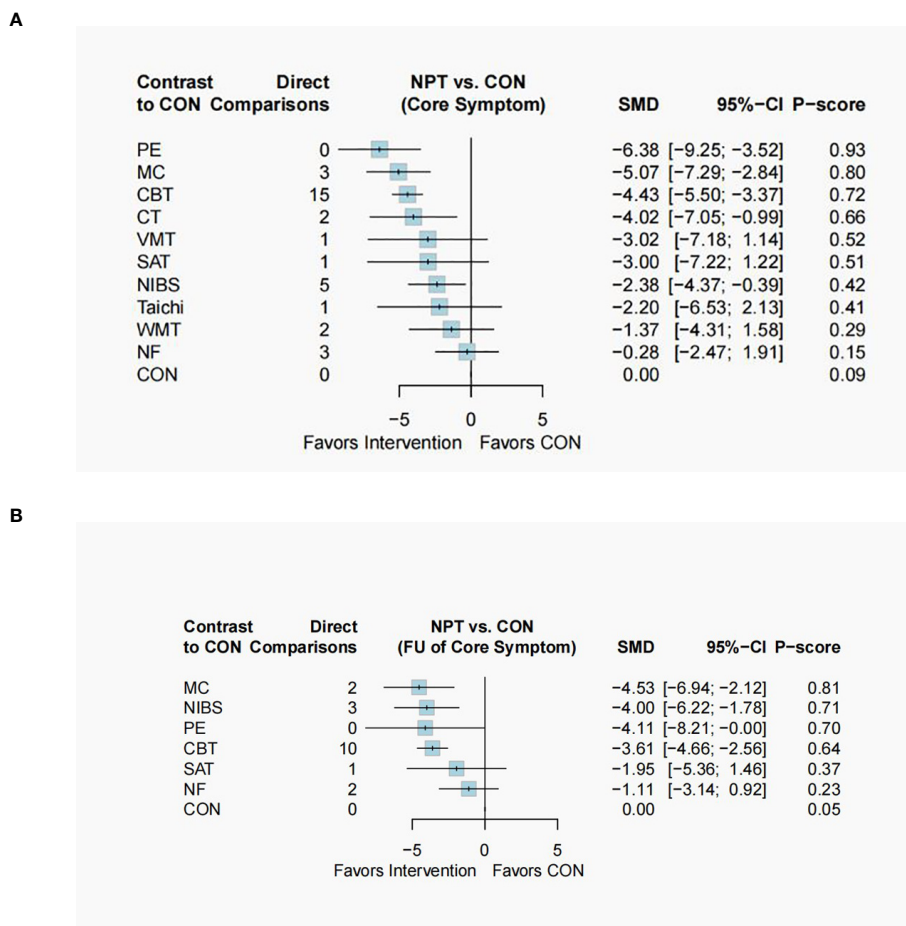 A
Contrast Direct NPT vs. CON
to CON Comparisons (Core Symptom) SMD 95%−CI P−score
PE 0 −6.38 [−9.25; −3.52] 0.93
MC 3 −5.07 [−7.29; −2.84] 0.80
CBT 15 −4.43 [−5.50; −3.37] 0.72
CT 2 −4.02 [−7.05; −0.99] 0.66
VMT 1 −3.02 [−7.18; 1.14] 0.52
SAT 1 −3.00 [−7.22; 1.22] 0.51
NIBS 5 −2.38 [−4.37; −0.39] 0.42
Taichi 1 −2.20 [−6.53; 2.13] 0.41
WMT 2 −1.37 [−4.31; 1.58] 0.29
NF 3 −0.28 [−2.47; 1.91] 0.15
CON 0 0.00 0.09
−5 0 5
Favors Intervention Favors CON
B
Contrast Direct NPT vs. CON
to CON Comparisons (FU of Core Symptom) SMD 95%−CI P−score
MC 2 −4.53 [−6.94; −2.12] 0.81
NIBS 3 −4.00 [−6.22; −1.78] 0.71
PE 0 −4.11 [−8.21; −0.00] 0.70
CBT 10 −3.61 [−4.66; −2.56] 0.64
SAT 1 −1.95 [−5.36; 1.46] 0.37
NF 2 −1.11 [−3.14; 0.92] 0.23
CON 0 0.00 0.05
−5 0 5
Favors Intervention Favors CON